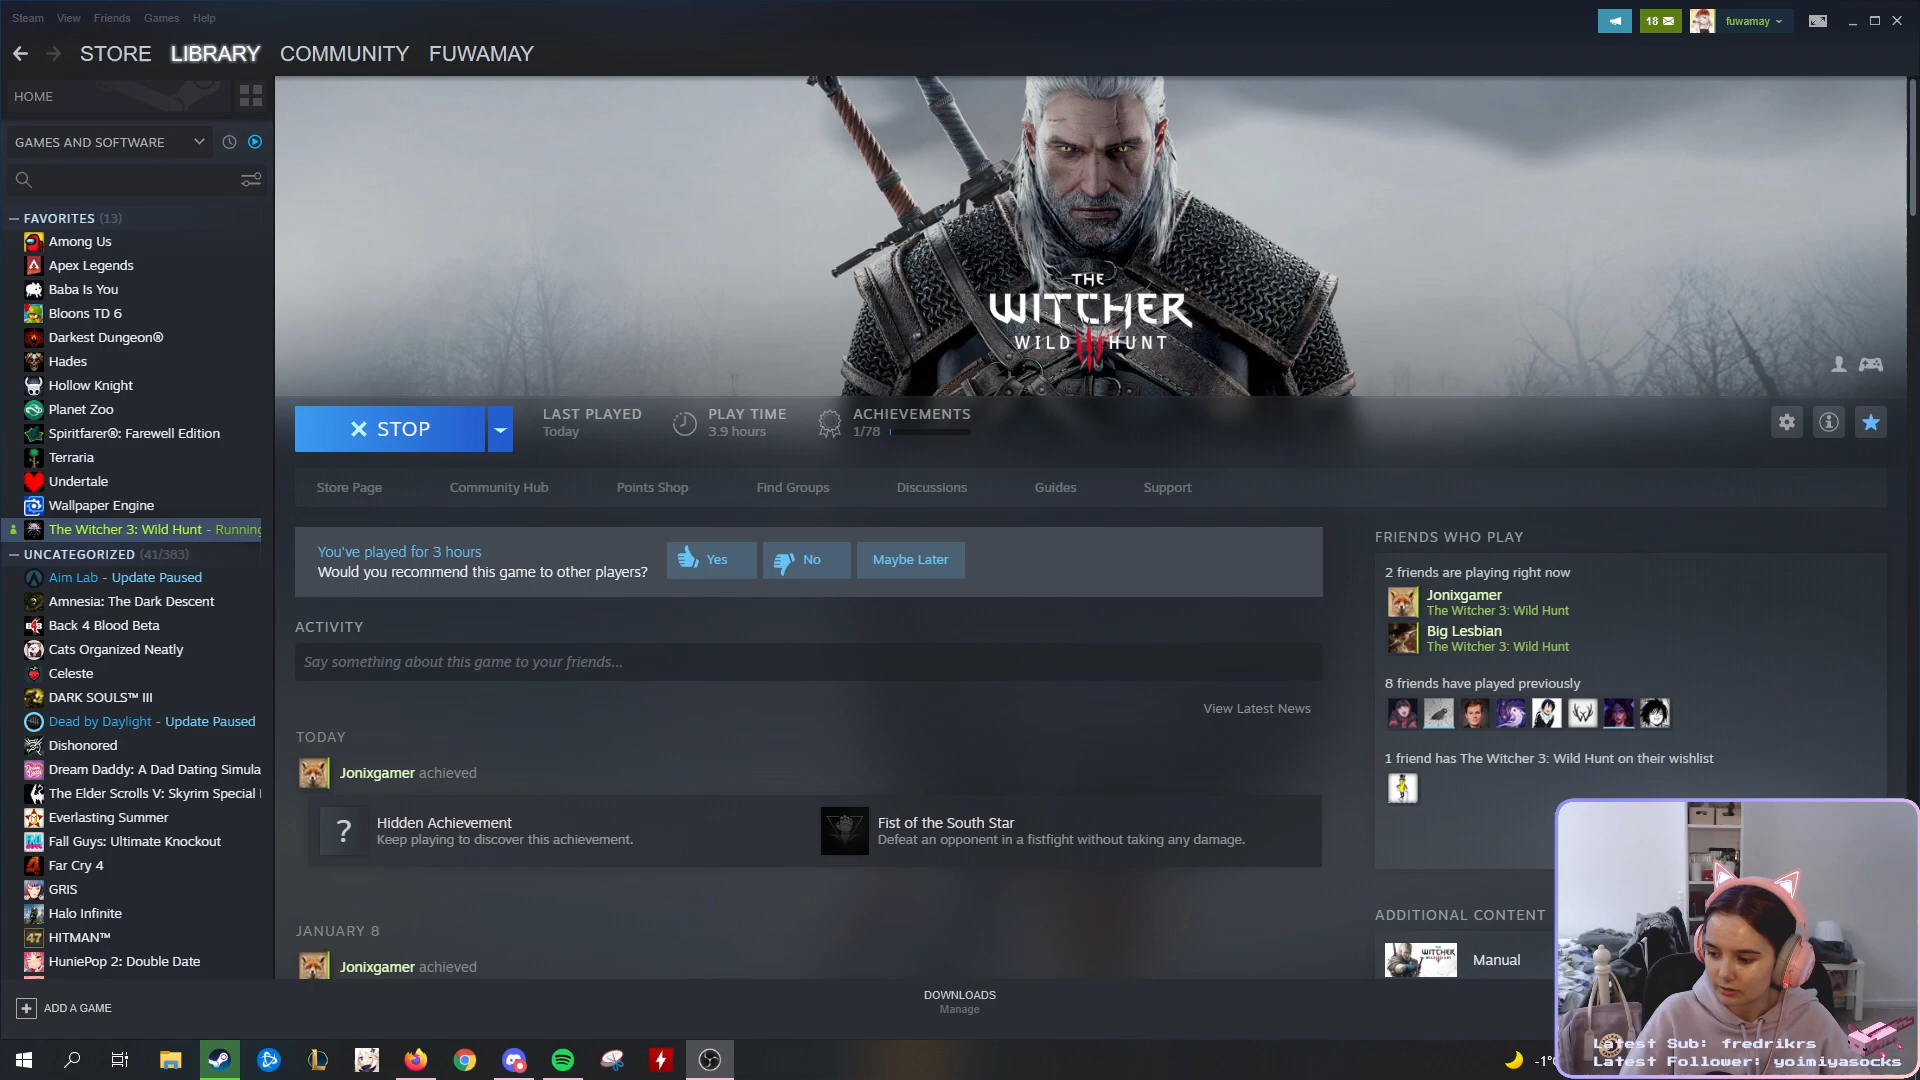 Steam View Friends Games Help
18
fuwamay
STORE LIBRARY COMMUNITY FUWAMAY
HOME
GAMES AND SOFTWARE
FAVORITES (13)
Among Us
Apex Legends
Baba Is You
Bloons TD 6
Darkest Dungeon®
Hades
Hollow Knight
Planet Zoo
Spiritfarer®: Farewell Edition
Terraria
Undertale
Wallpaper Engine
The Witcher 3: Wild Hunt - Running
UNCATEGORIZED (41/383)
Aim Lab - Update Paused
Amnesia: The Dark Descent
Back 4 Blood Beta
Cats Organized Neatly
Celeste
DARK SOULS™ III
Dead by Daylight - Update Paused
Dishonored
Dream Daddy: A Dad Dating Simula
The Elder Scrolls V: Skyrim Special
Everlasting Summer
Fall Guys: Ultimate Knockout
Far Cry 4
GRIS
Halo Infinite
HITMAN™
HuniePop 2: Double Date
ADD A GAME
THE
WITCHER
WILD HUNT
STOP
LAST PLAYED
Today
PLAY TIME
3.9 hours
ACHIEVEMENTS
1/78
Store Page Community Hub Points Shop Find Groups Discussions Guides Support
You've played for 3 hours
Would you recommend this game to other players?
Yes No Maybe Later
ACTIVITY
Say something about this game to your friends...
View Latest News
TODAY
Jonixgamer achieved
Hidden Achievement
Keep playing to discover this achievement.
Fist of the South Star
Defeat an opponent in a fistfight without taking any damage.
JANUARY 8
Jonixgamer achieved
FRIENDS WHO PLAY
2 friends are playing right now
Jonixgamer
The Witcher 3: Wild Hunt
Big Lesbian
The Witcher 3: Wild Hunt
8 friends have played previously
1 friend has The Witcher 3: Wild Hunt on their wishlist
ADDITIONAL CONTENT
Manual
DOWNLOADS
Manage
-1°C
Latest Sub: fredrikrs
Latest Follower: yoimiyasocks